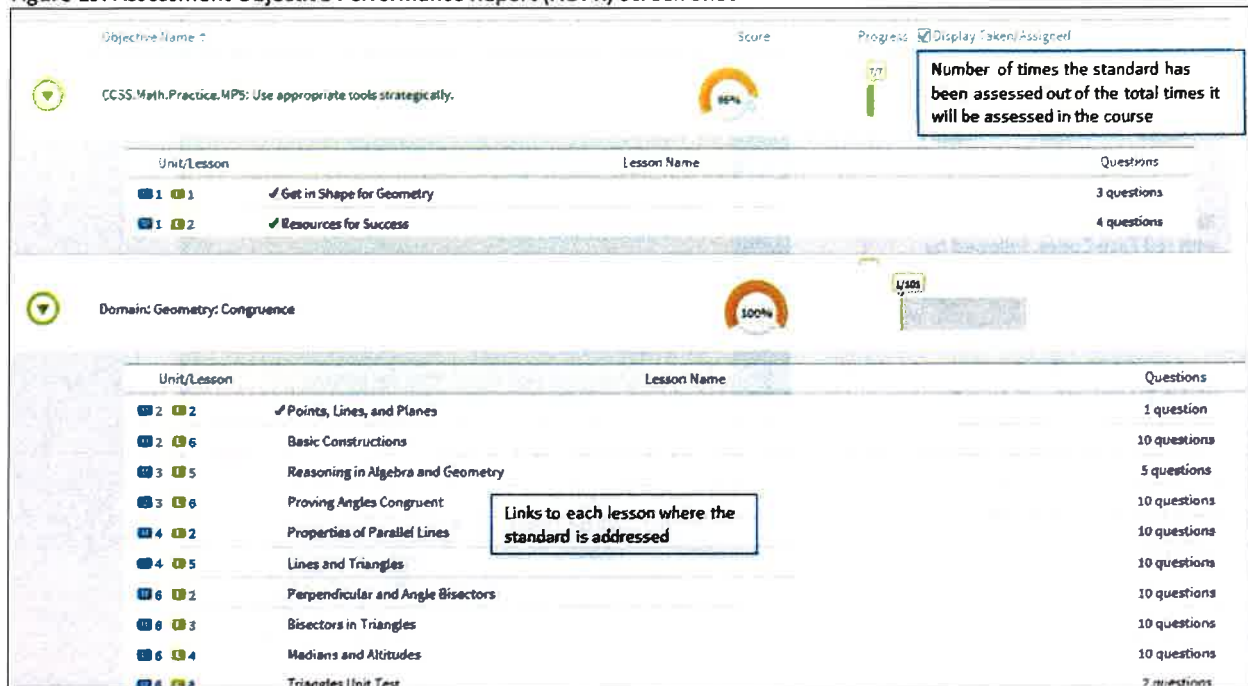 Objective Name
Score
Progress
Display Taken/Assigned
CCSS.Math.Practice.MP5: Use appropriate tools strategically.
86%
7/7
Number of times the standard has
been assessed out of the total times it
will be assessed in the course
Unit/Lesson Lesson Name Questions
U 1 L 1 Get in Shape for Geometry 3 questions
U 1 L 2 Resources for Success 4 questions
Domain: Geometry: Congruence
100%
Unit/Lesson Lesson Name Questions
U 2 L 2 Points, Lines, and Planes 1 question
U 2 L 6 Basic Constructions 10 questions
U 3 L 5 Reasoning in Algebra and Geometry 5 questions
U 3 L 6 Proving Angles Congruent 10 questions
Links to each lesson where the
standard is addressed
U 4 L 2 Properties of Parallel Lines 10 questions
4 L 5 Lines and Triangles 10 questions
U 6 L 2 Perpendicular and Angle Bisectors 10 questions
U 6 L 3 Bisectors in Triangles 10 questions
U 6 L 4 Medians and Altitudes 10 questions
Triangles Unit Test 2 questions